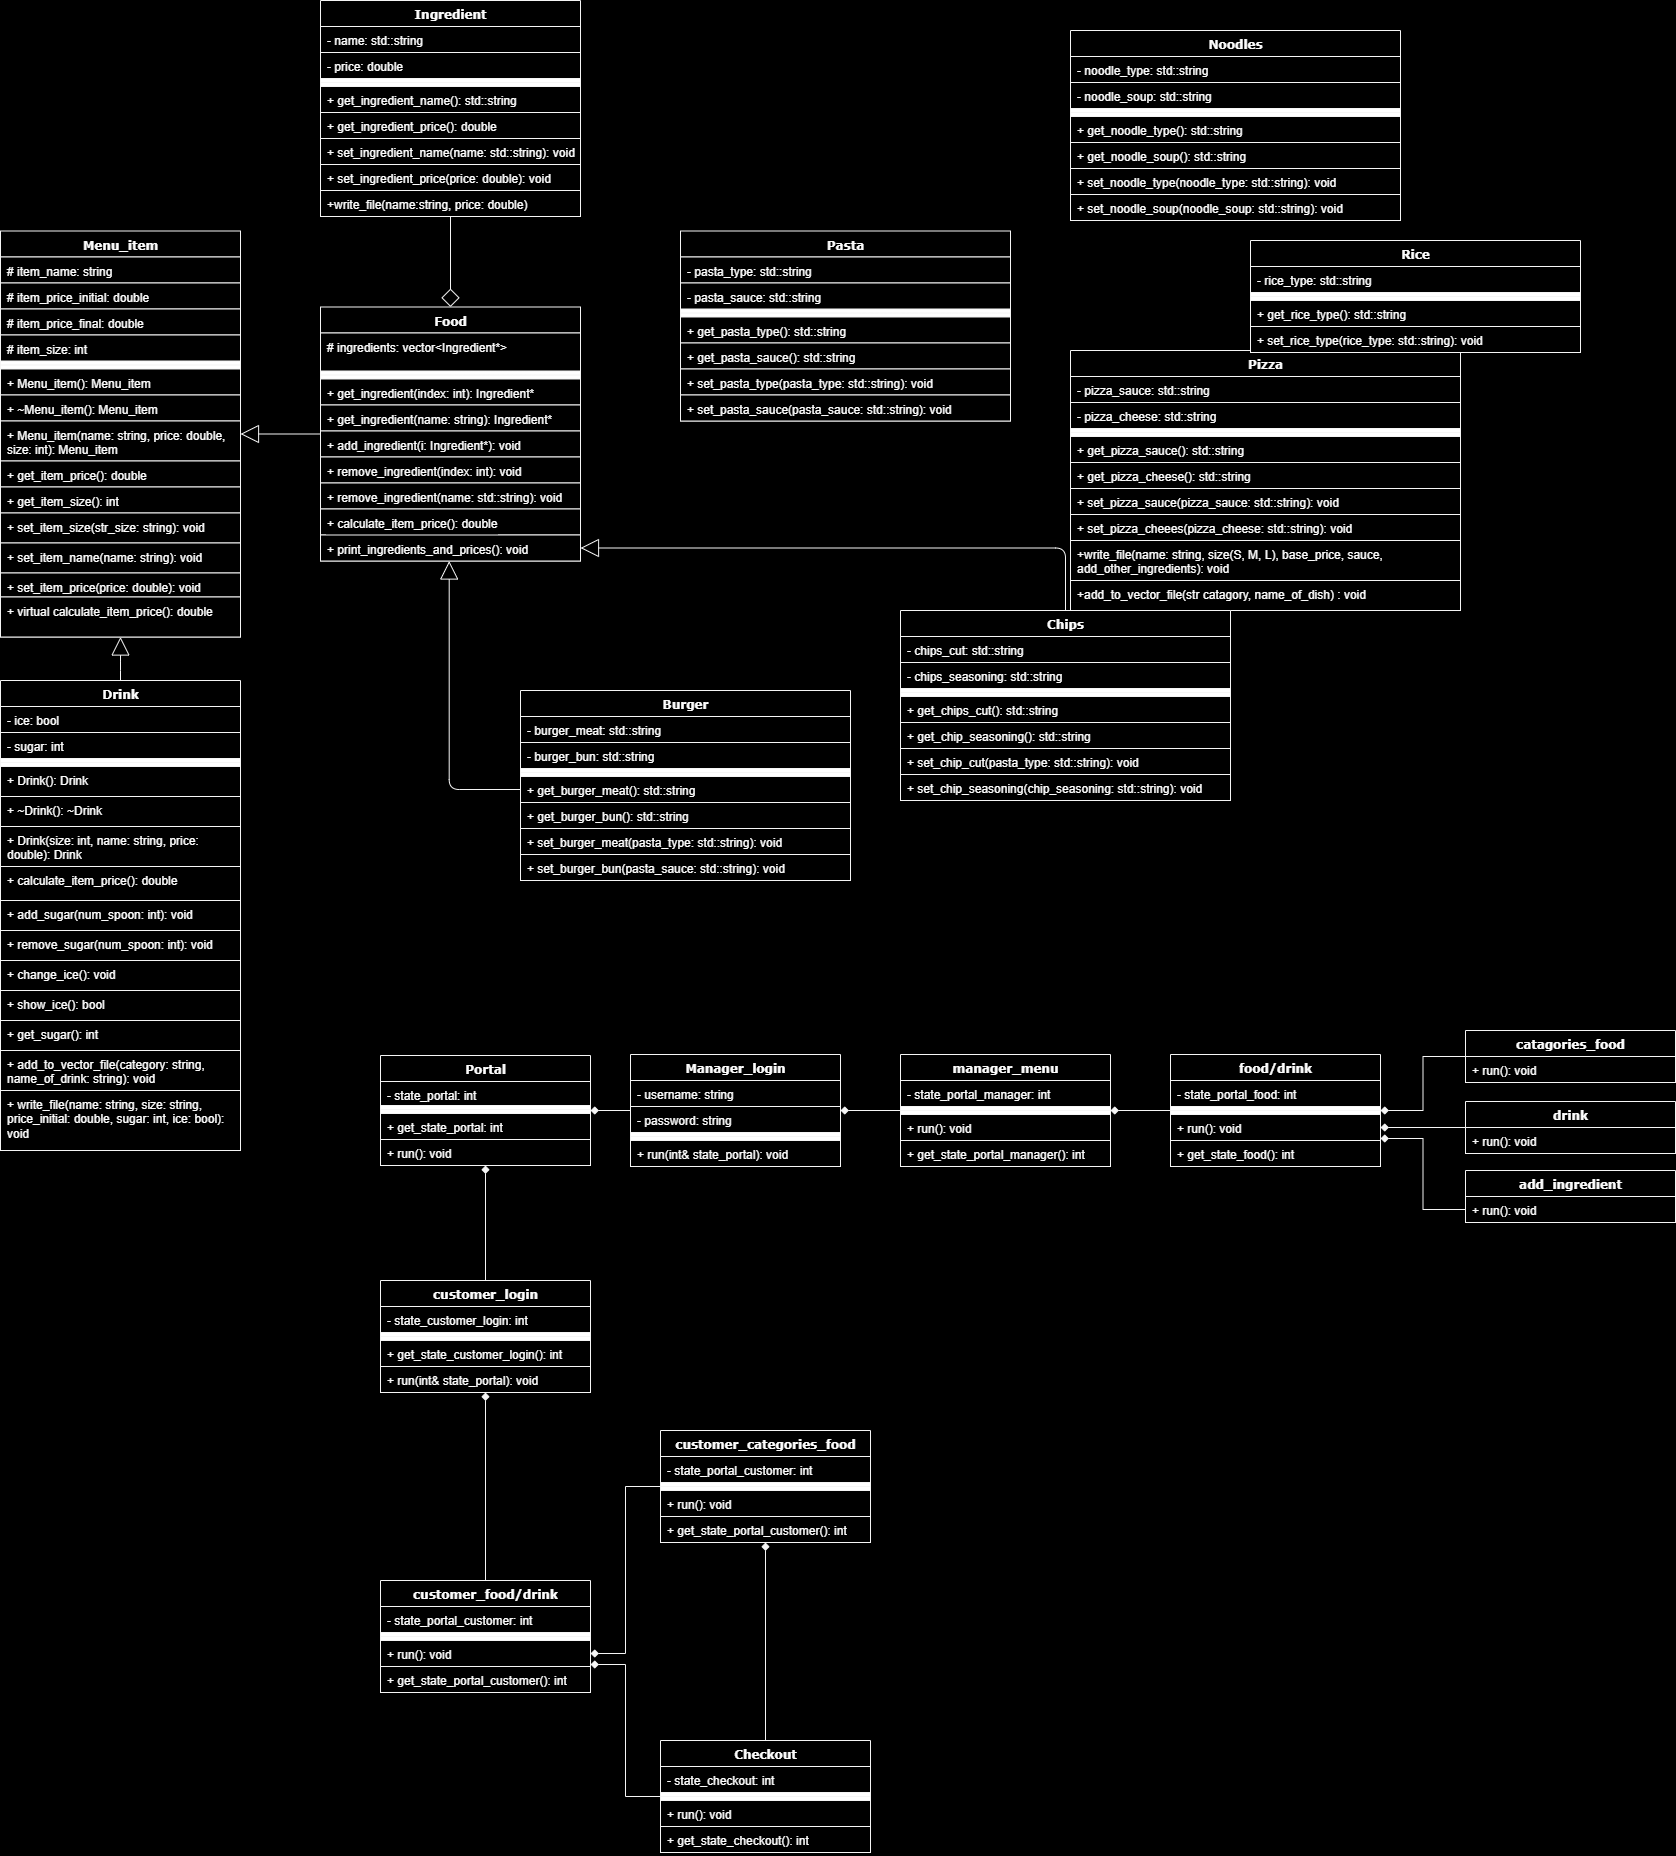 Ingredient
- name: std::string
- price: double
+ get_ingredient_name(): std::string
+ get_ingredient_price(): double
+ set_ingredient_name(name: std::string): void
+ set_ingredient_price(price: double): void
+write_file(name:string, price: double)
Noodles
- noodle_type: std::string
- noodle_soup: std::string
+ get_noodle_type(): std::string
+ get_noodle_soup(): std::string
+ set_noodle_type(noodle_type: std::string): void
+ set_noodle_soup(noodle_soup: std::string): void
Menu_item
# item_name: string
# item_price_initial: double
# item_price_final: double
# item_size: int
+ Menu_item(): Menu_item
+ ~Menu_item(): Menu_item
+ Menu_item(name: string, price: double,
size: int): Menu_item
+ get_item_price(): double
+ get_item_size(): int
+ set_item_size(str_size: string): void
+ set_item_name(name: string): void
+ set_item_price(price: double): void
+ virtual calculate_item_price(): double
Food
# ingredients: vector<Ingredient*>
+ get_ingredient(index: int): Ingredient*
+ get_ingredient(name: string): Ingredient*
+ add_ingredient(i: Ingredient*): void
+ remove_ingredient(index: int): void
+ remove_ingredient(name: std::string): void
+ calculate_item_price(): double
+ print_ingredients_and_prices(): void
Pasta
- pasta_type: std::string
- pasta_sauce: std::string
+ get_pasta_type(): std::string
+ get_pasta_sauce(): std::string
+ set_pasta_type(pasta_type: std::string): void
+ set_pasta_sauce(pasta_sauce: std::string): void
Rice
- rice_type: std::string
+ get_rice_type(): std::string
+ set_rice_type(rice_type: std::string): void
Pizza
- pizza_sauce: std::string
- pizza_cheese: std::string
+ get_pizza_sauce(): std::string
+ get_pizza_cheese(): std::string
+ set_pizza_sauce(pizza_sauce: std::string): void
+ set_pizza_cheees(pizza_cheese: std::string): void
+write_file(name: string, size(S, M, L), base_price, sauce,
add_other_ingredients): void
+add_to_vector_file(str catagory, name_of_dish) : void
Chips
- chips_cut: std::string
- chips_seasoning: std::string
+ get_chips_cut(): std::string
+ get_chip_seasoning(): std::string
+ set_chip_cut(pasta_type: std::string): void
+ set_chip_seasoning(chip_seasoning: std::string): void
Drink
- ice: bool
- sugar: int
+ Drink(): Drink
+ ~Drink(): ~Drink
+ Drink(size: int, name: string, price:
double): Drink
+ calculate_item_price(): double
+ add_sugar(num_spoon: int): void
+ remove_sugar(num_spoon: int): void
+ change_ice(): void
+ show_ice(): bool
+ get_sugar(): int
+ add_to_vector_file(category: string,
name_of_drink: string): void
+ write_file(name: string, size: string,
price_initial: double, sugar: int, ice: bool):
void
Burger
- burger_meat: std::string
- burger_bun: std::string
+ get_burger_meat(): std::string
+ get_burger_bun(): std::string
+ set_burger_meat(pasta_type: std::string): void
+ set_burger_bun(pasta_sauce: std::string): void
Portal
- state_portal: int
+ get_state_portal: int
+ run(): void
Manager_login
- username: string
- password: string
+ run(int& state_portal): void
manager_menu
- state_portal_manager: int
+ run(): void
+ get_state_portal_manager(): int
food/drink
- state_portal_food: int
+ run(): void
+ get_state_food(): int
catagories_food
+ run(): void
drink
+ run(): void
add_ingredient
+ run(): void
customer_login
- state_customer_login: int
+ get_state_customer_login(): int
+ run(int& state_portal): void
customer_categories_food
- state_portal_customer: int
+ run(): void
+ get_state_portal_customer(): int
customer_food/drink
- state_portal_customer: int
+ run(): void
+ get_state_portal_customer(): int
Checkout
- state_checkout: int
+ run(): void
+ get_state_checkout(): int